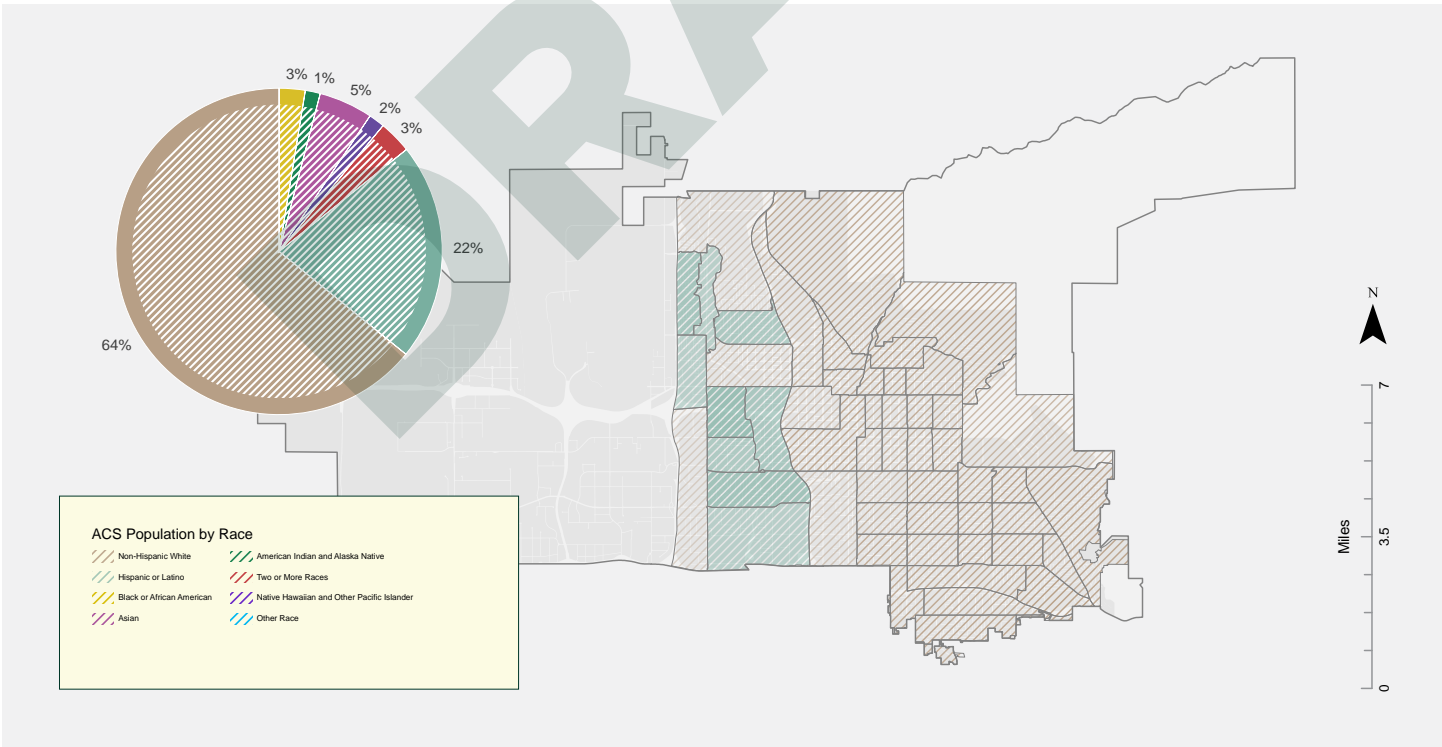 DRA
3%
1%
5%
2%
3%
22%
64%
N
7
3.5
0
Miles
ACS Population by Race
Non-Hispanic White
Hispanic or Latino
Black or African American
Asian
American Indian and Alaska Native
Two or More Races
Native Hawaiian and Other Pacific Islander
Other Race